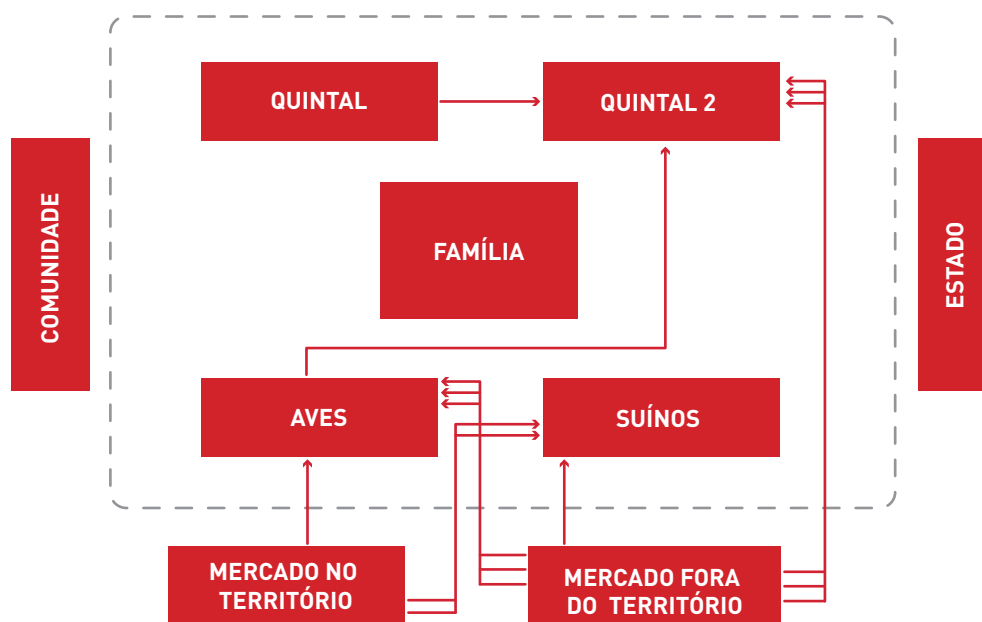 QUINTAL
QUINTAL 2
COMUNIDADE
FAMÍLIA
ESTADO
AVES
SUÍNOS
MERCADO NO
TERRITÓRIO
MERCADO FORA
DO TERRITÓRIO